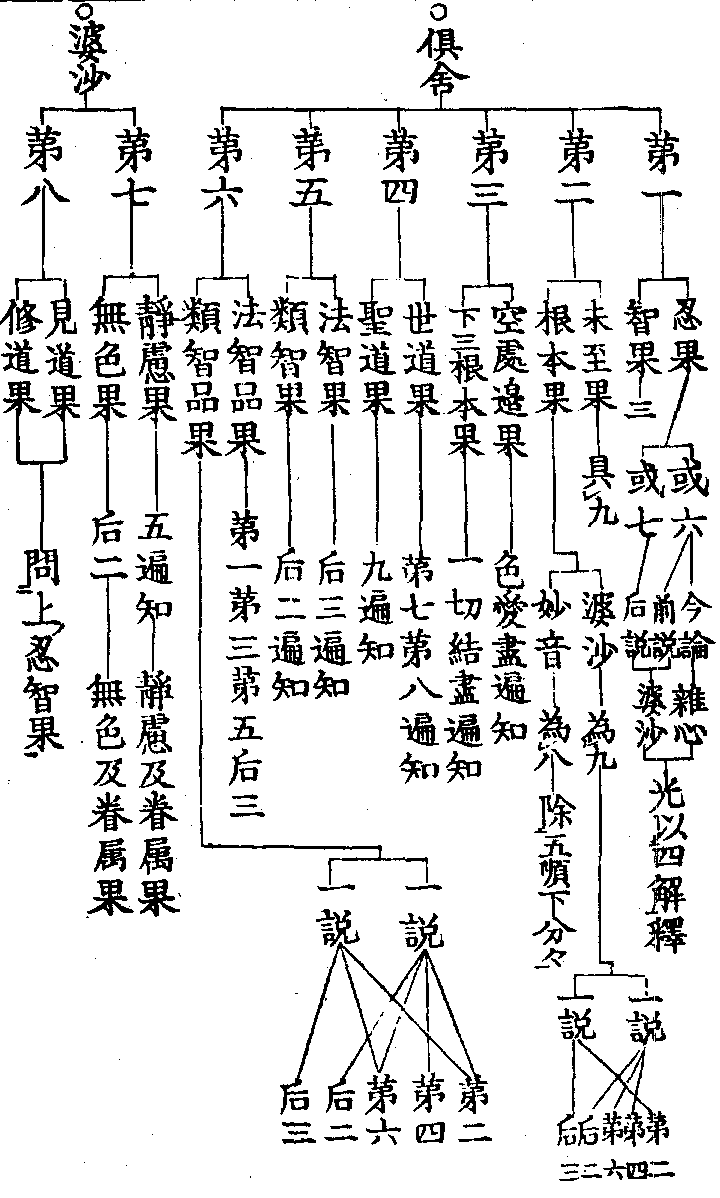 俱舍
第一
忍果
或六
今論
雜心
前説
或七
后説
婆沙
光以四解釋
智果三
第二
未至果
具九
根本果
婆沙
為九
一説
一説
第二
第四
第六
后二
后三
妙音
為八
除五順下分々
第三
空處邊果
色愛盡遍知
下三根本果
一切結盡遍知
第四
世道果
第七第八遍知
聖道果
九遍知
第五
法智果
后三遍知
類智果
后二遍知
第六
法智品果
第一第三第五后三
類智品果
一説
一説
第二
第四
第六
后二
后三
婆沙
第七
靜慮果
五遍知
靜慮及眷属果
無色果
后二
無色及眷属果
第八
見道果
修道果
問上忍智果